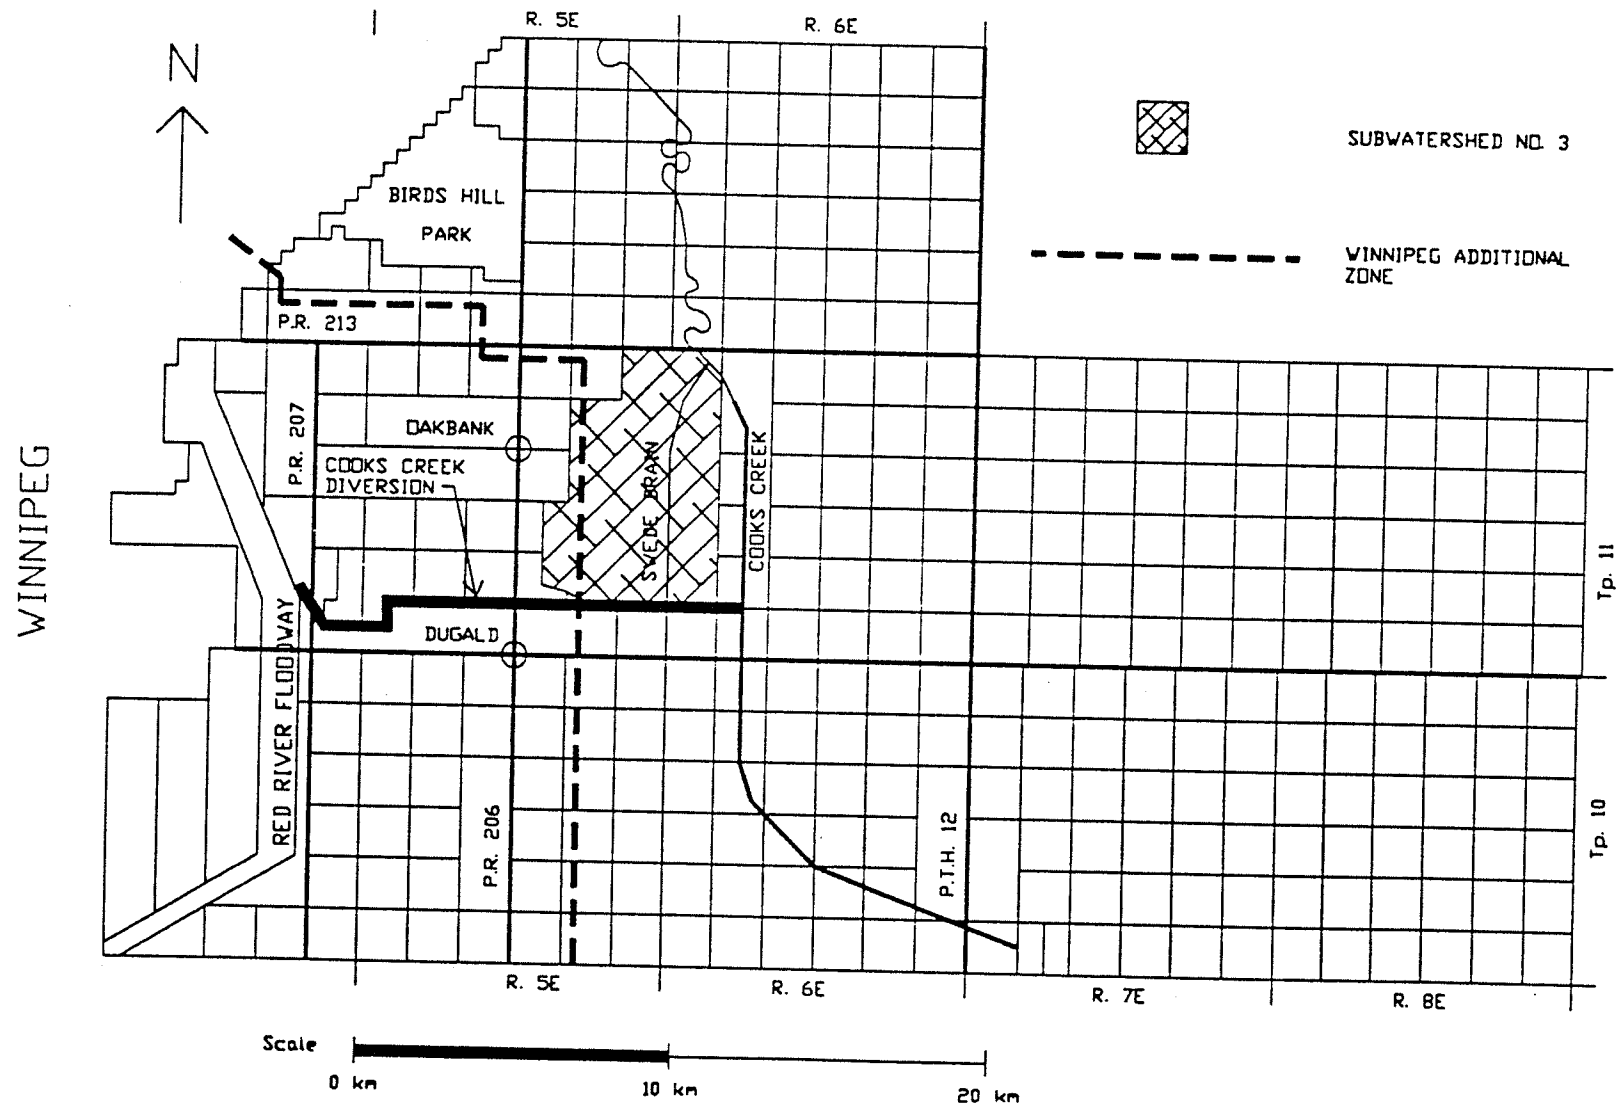 R. 5E
R. 6E
N
SUBWATERSHED NO. 3
BIRDS HILL
PARK
WINNIPEG ADDITIONAL
ZONE
P.R. 213
WINNIPEG
P.R. 207
OAKBANK
COOKS CREEK
DIVERSION
SWEDE DRAIN
COOKS CREEK
Tp. 11
DUGALD
RED RIVER FLOODWAY
P.R. 206
P.T.H. 12
Tp. 10
R. 5E
R. 6E
R. 7E
R. 8E
Scale
0 km
10 km
20 km